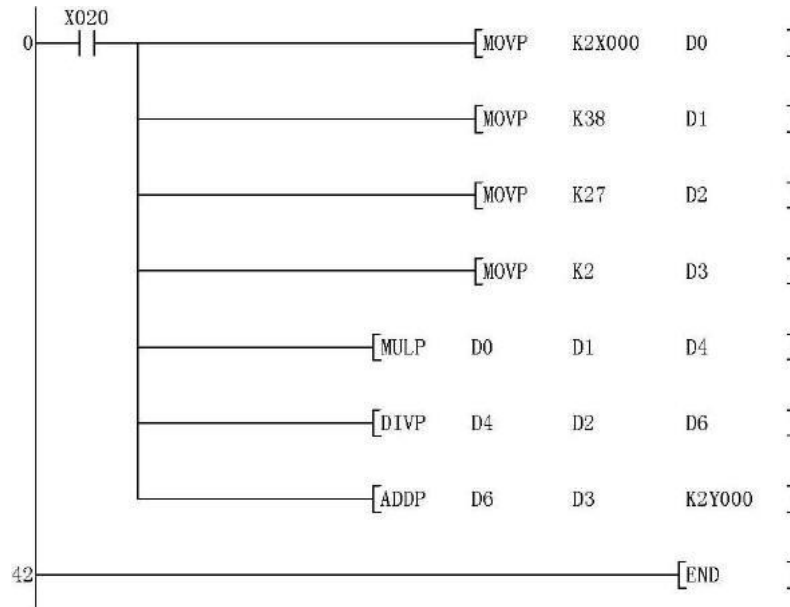 X020
0 [MOVP K2X000 D0 ]
[MOVP K38 D1 ]
[MOVP K27 D2 ]
[MOVP K2 D3 ]
[MULP D0 D1 D4 ]
[DIVP D4 D2 D6 ]
[ADDP D6 D3 K2Y000 ]
42 [END ]